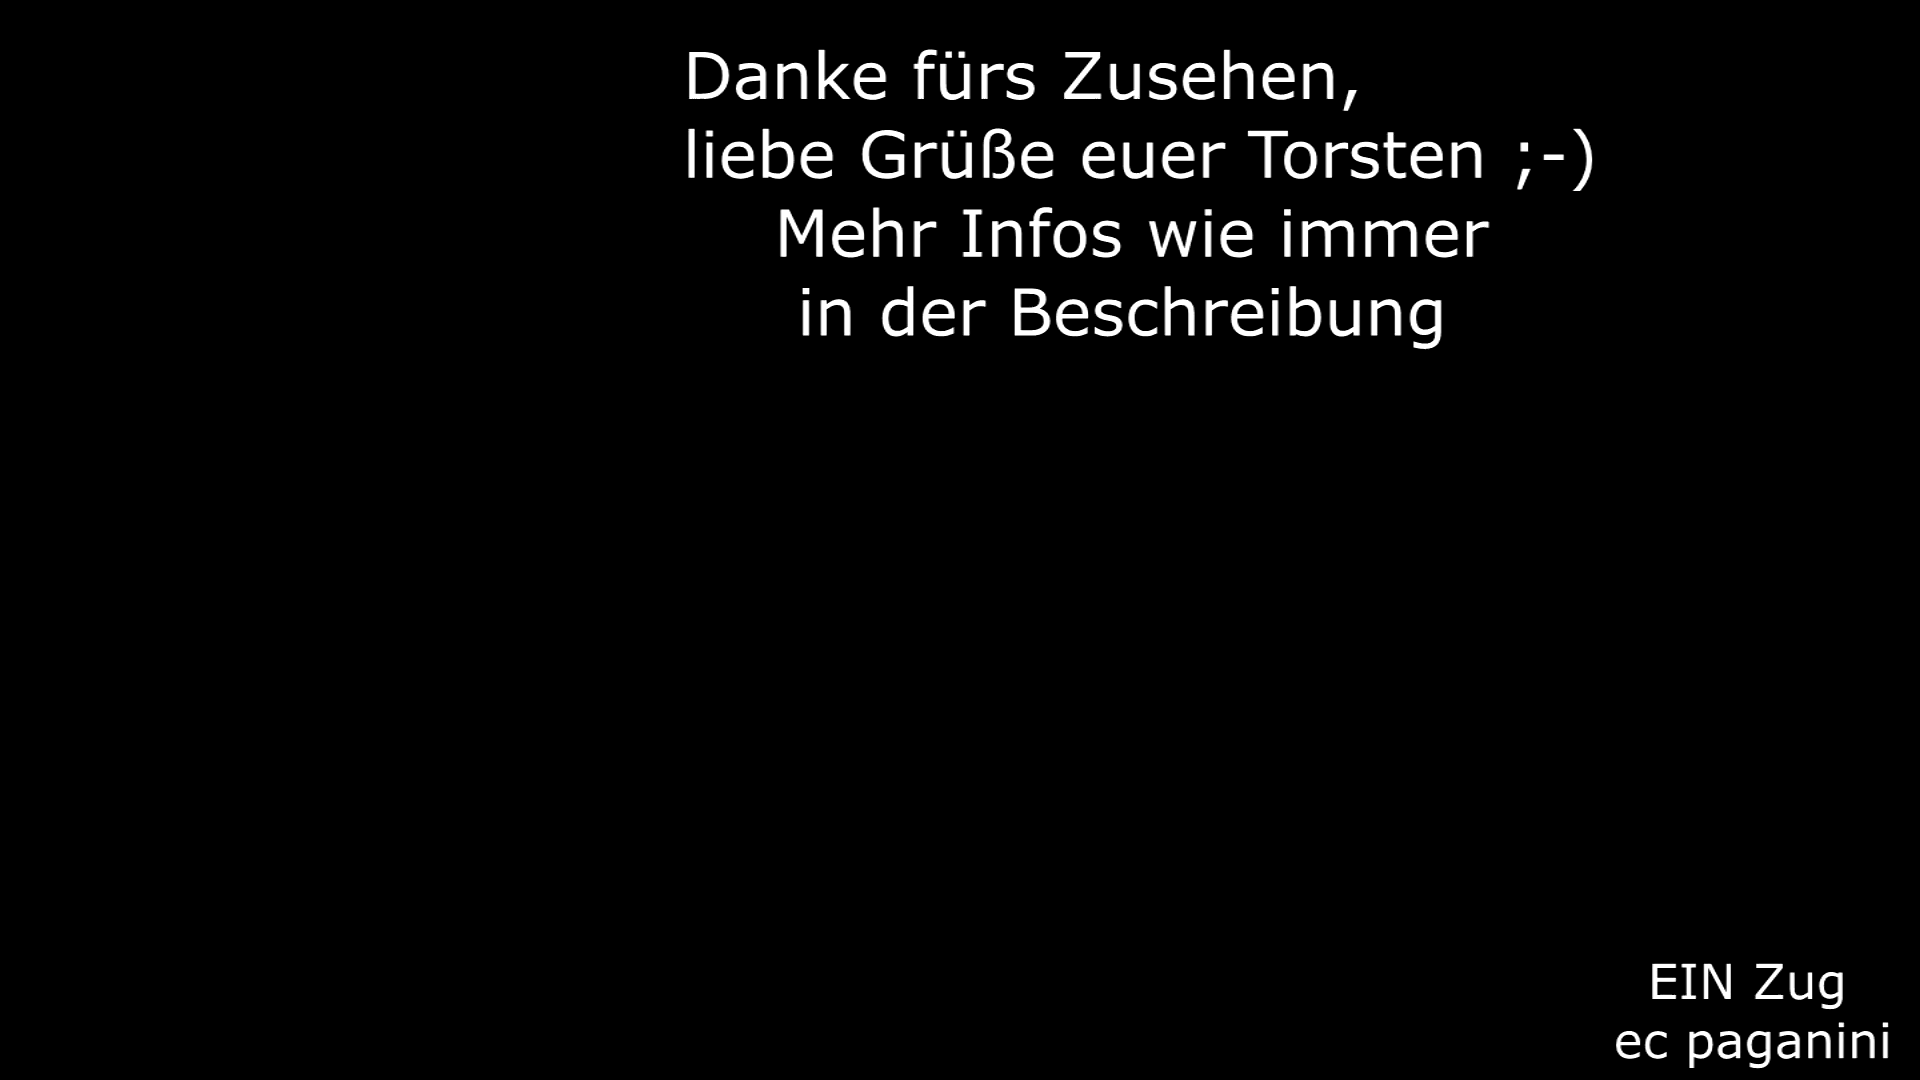 Danke fürs Zusehen,
liebe Grüße euer Torsten ;-)
Mehr Infos wie immer
in der Beschreibung
EIN Zug
ec paganini